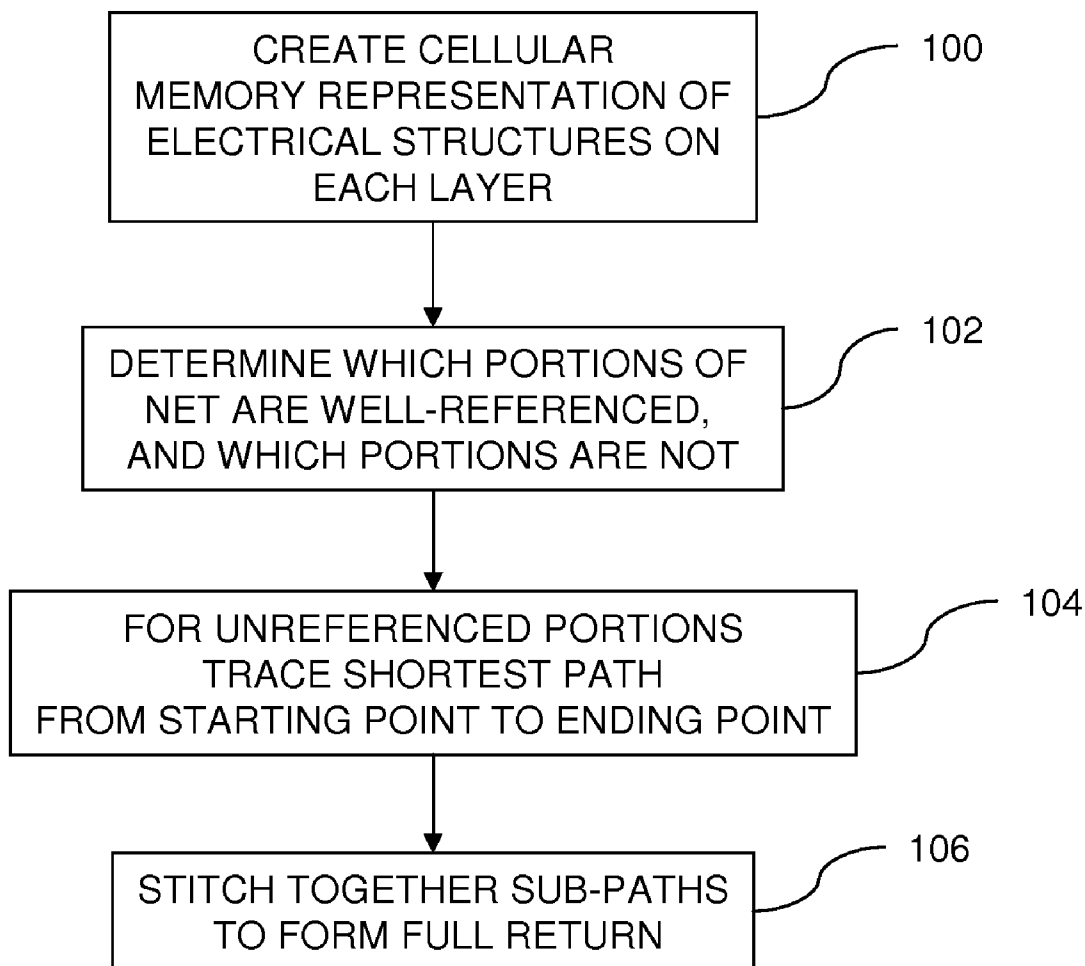 CREATE CELLULAR
MEMORY REPRESENTATION OF
ELECTRICAL STRUCTURES ON
EACH LAYER
100
DETERMINE WHICH PORTIONS OF
NET ARE WELL-REFERENCED,
AND WHICH PORTIONS ARE NOT
102
FOR UNREFERENCED PORTIONS
TRACE SHORTEST PATH
FROM STARTING POINT TO ENDING POINT
104
STITCH TOGETHER SUB-PATHS
TO FORM FULL RETURN
106